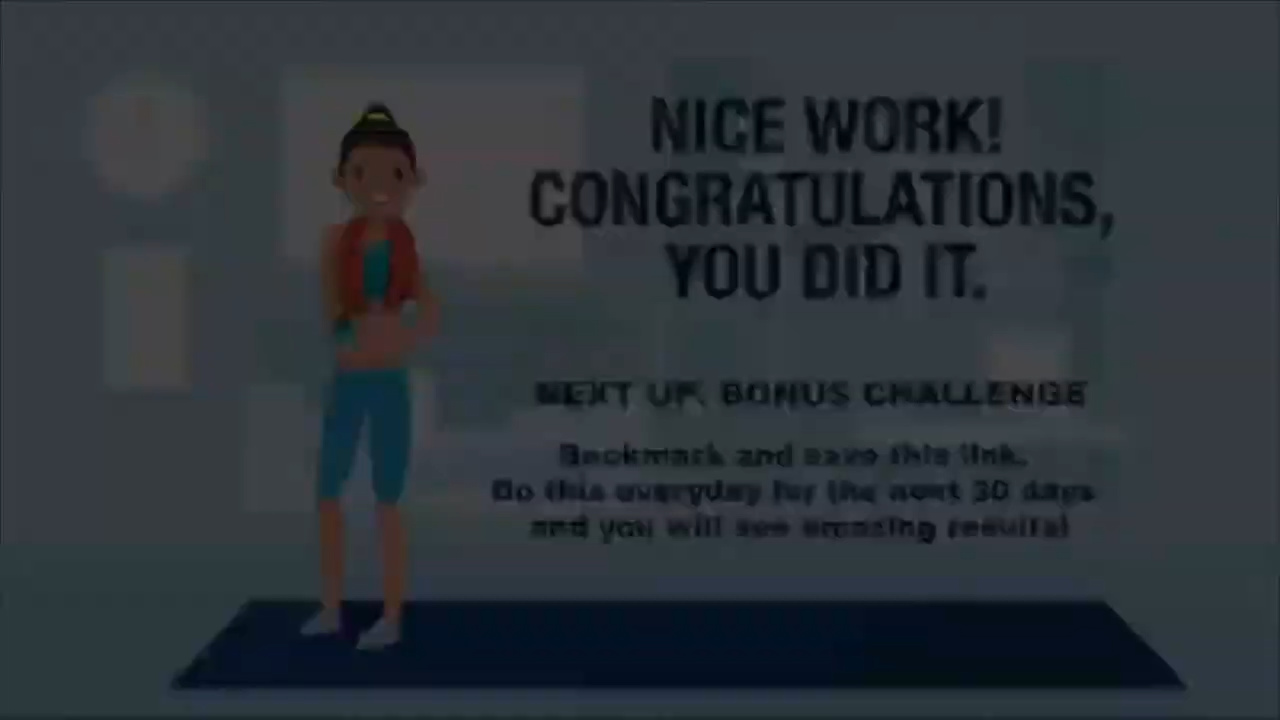 NICE WORK!
CONGRATULATIONS,
YOU DID IT.
NEXT UP, BONUS CHALLENGE
Bookmark and save this link.
Do this everyday for the next 30 days
and you will see amazing results!